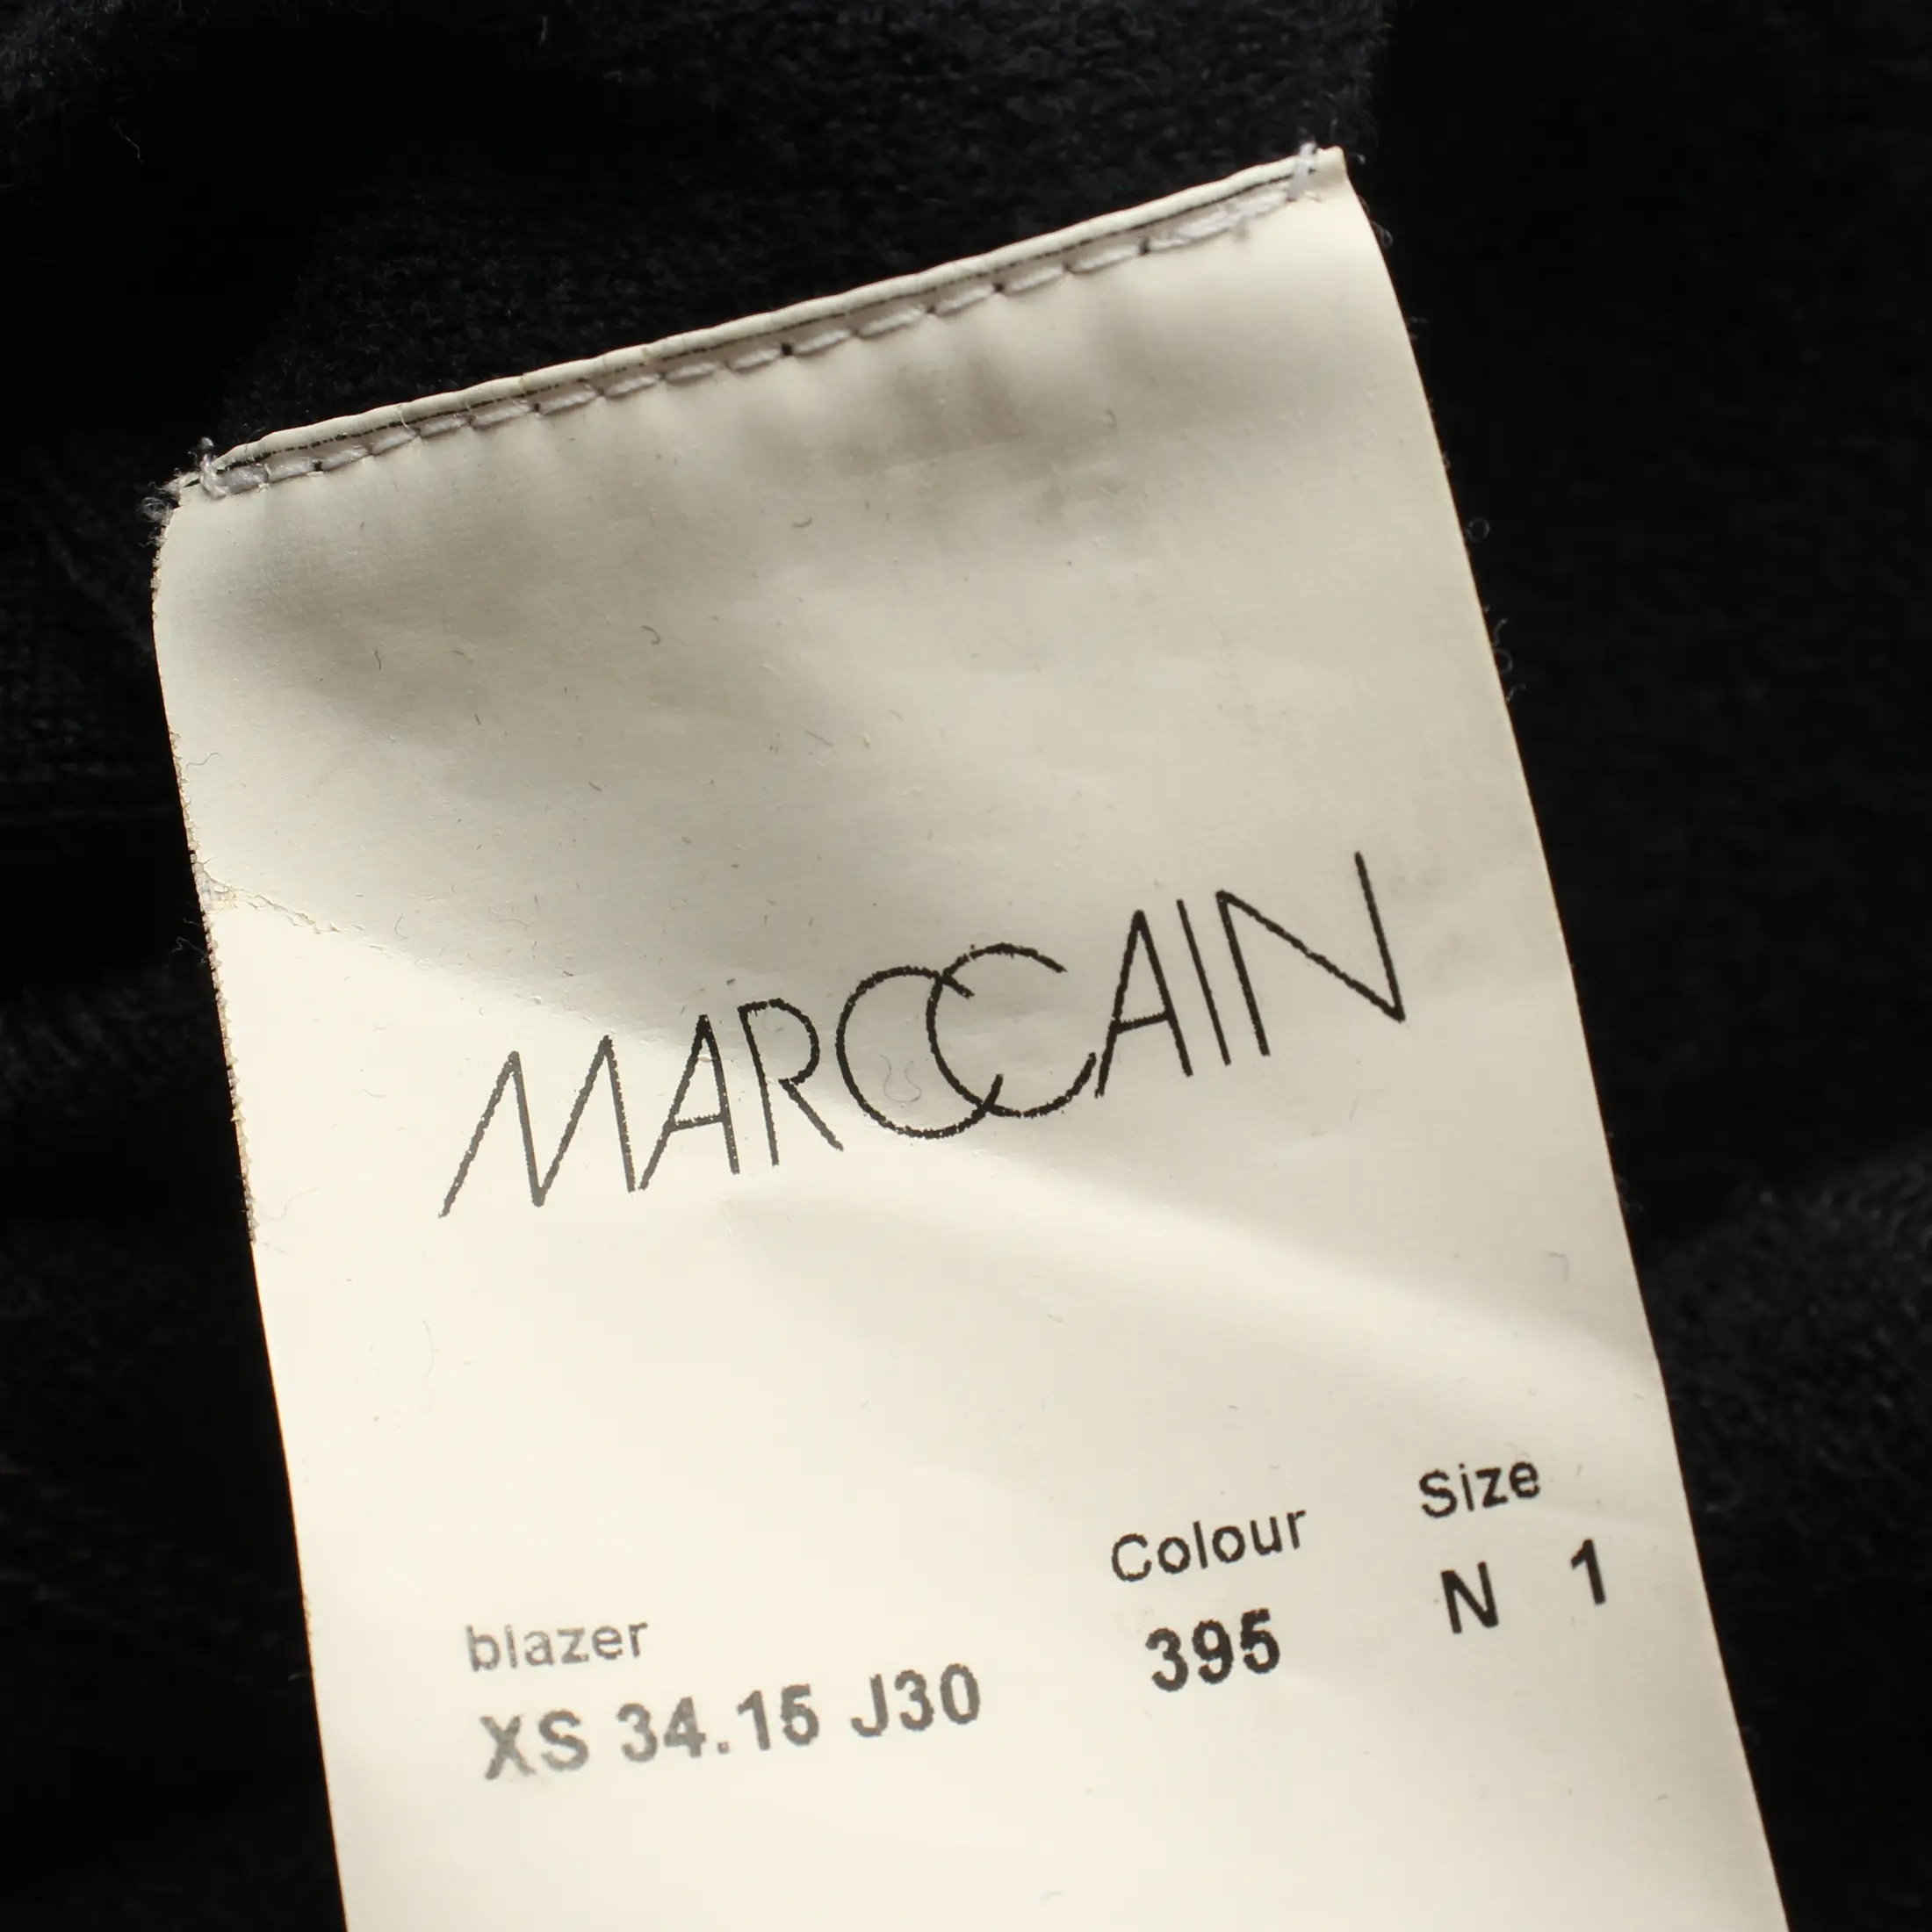 MARCCAIN
blazer Colour Size
XS 34.15 J30 395 N 1